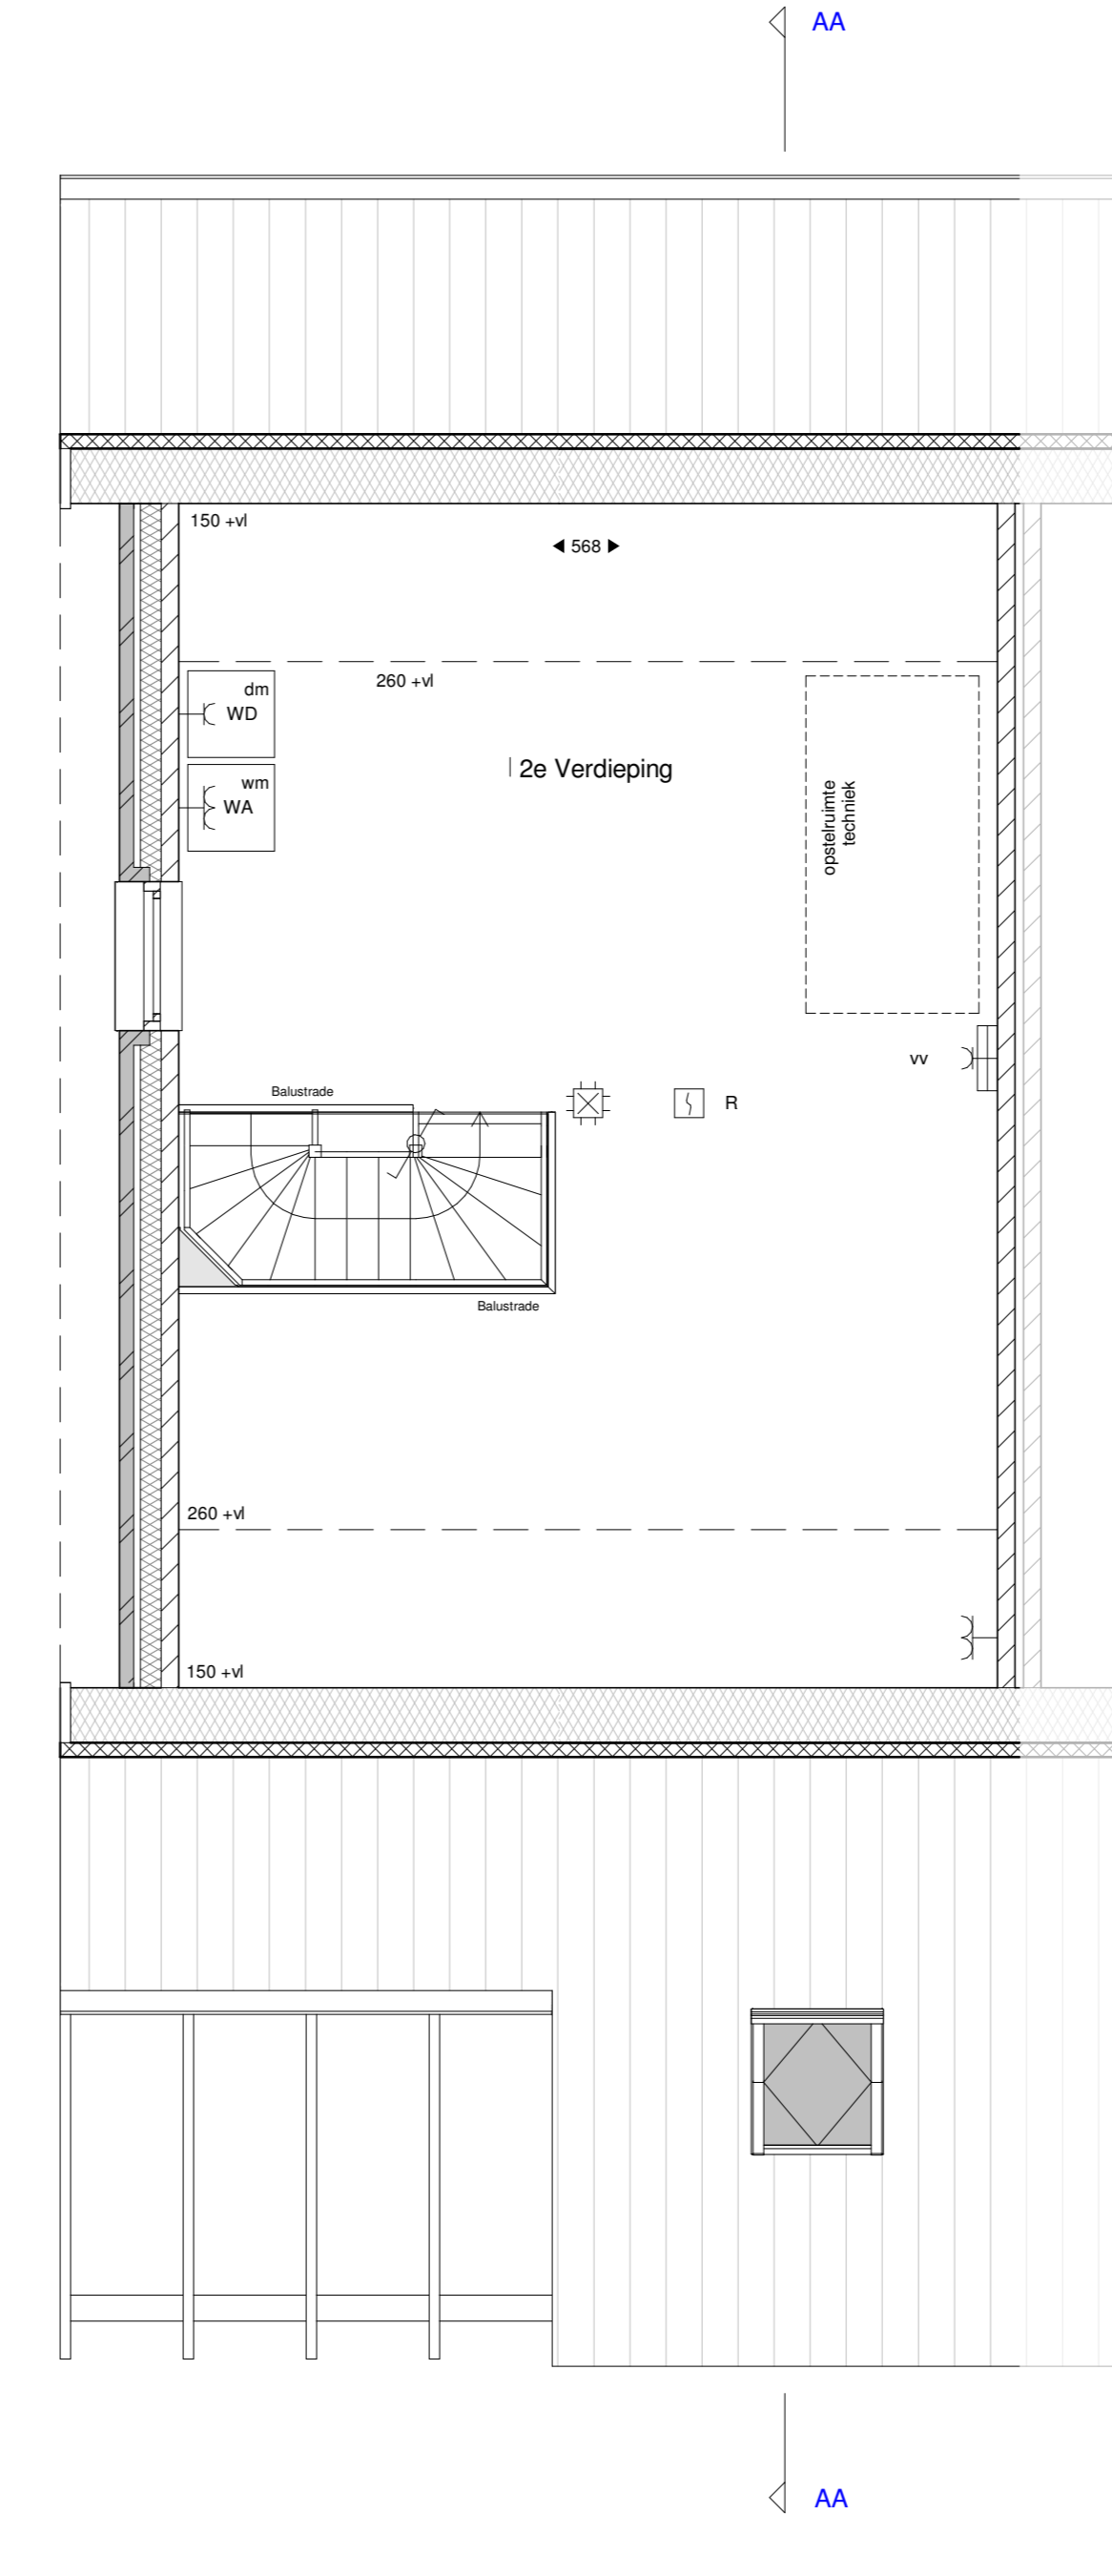 AA
150 +vl
568
260 +vl
dm
WD
2e Verdieping
wm
WA
opstelruimte
techniek
vv
Balustrade
R
Balustrade
260 +vl
150 +vl
AA